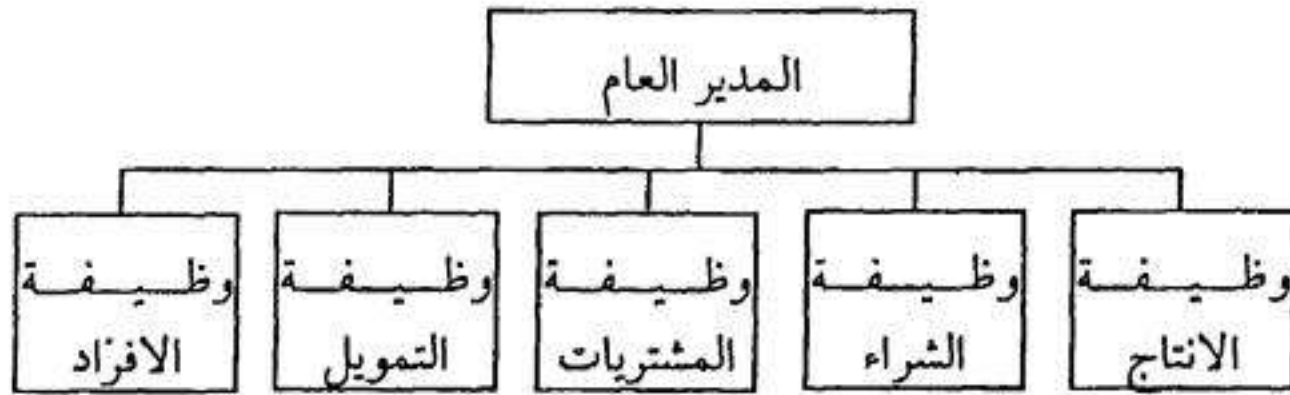 المدير العام
وظيفة الانتاج
وظيفة الشراء
وظيفة المشتريات
وظيفة التمويل
وظيفة الافراد